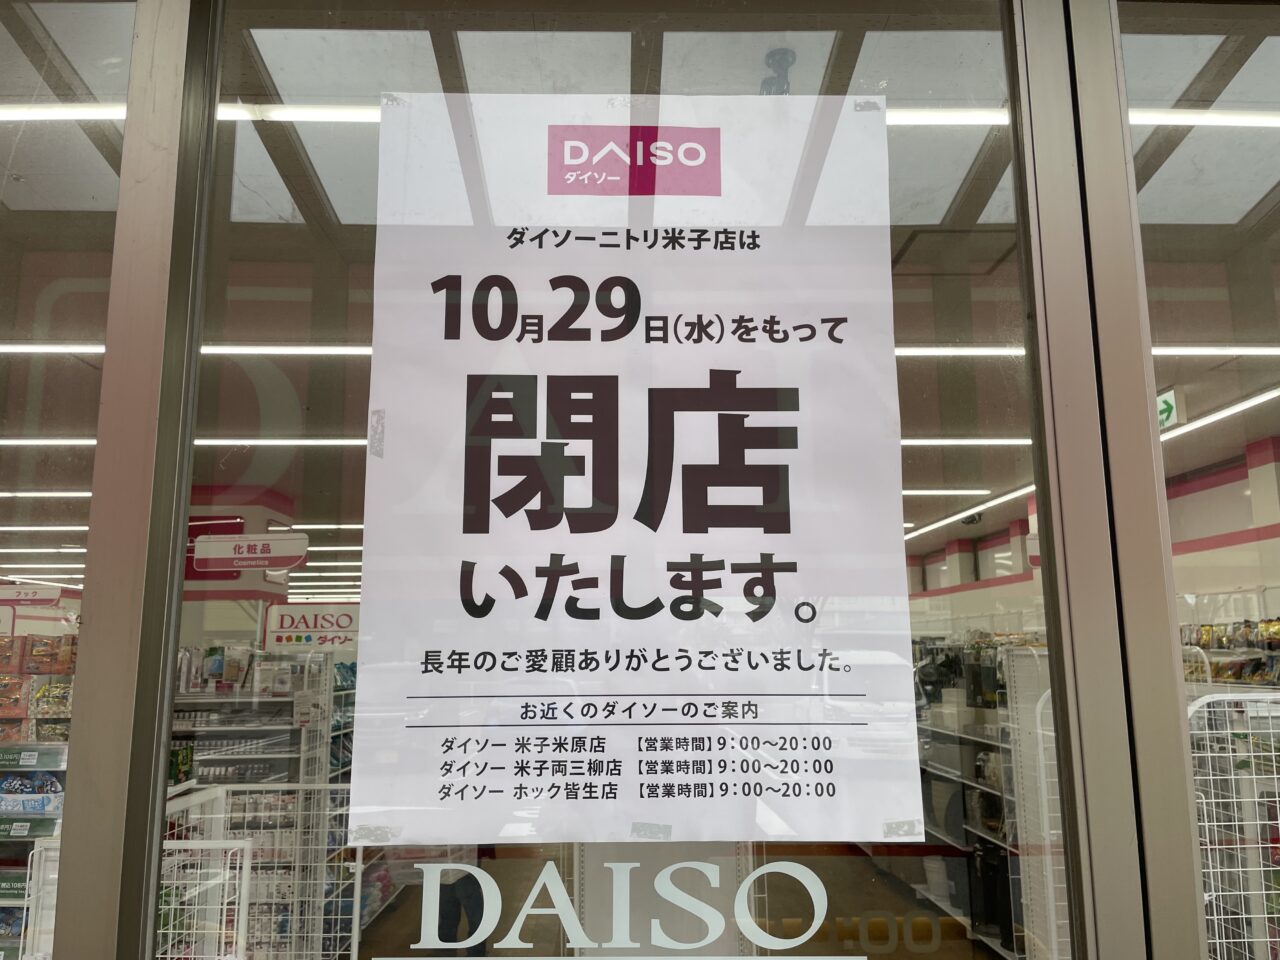 DAISO
ダイソー
ダイソーニトリ米子店は
10月29日(水)をもって
閉店
いたします。
長年のご愛顧ありがとうございました。
お近くのダイソーのご案内
ダイソー 米子米原店 【営業時間】9：00〜20：00
ダイソー 米子両三柳店 【営業時間】9：00〜20：00
ダイソー ホック皆生店 【営業時間】9：00〜20：00
化粧品
Cosmetics
フック
DAISO
ダイソー
DAISO